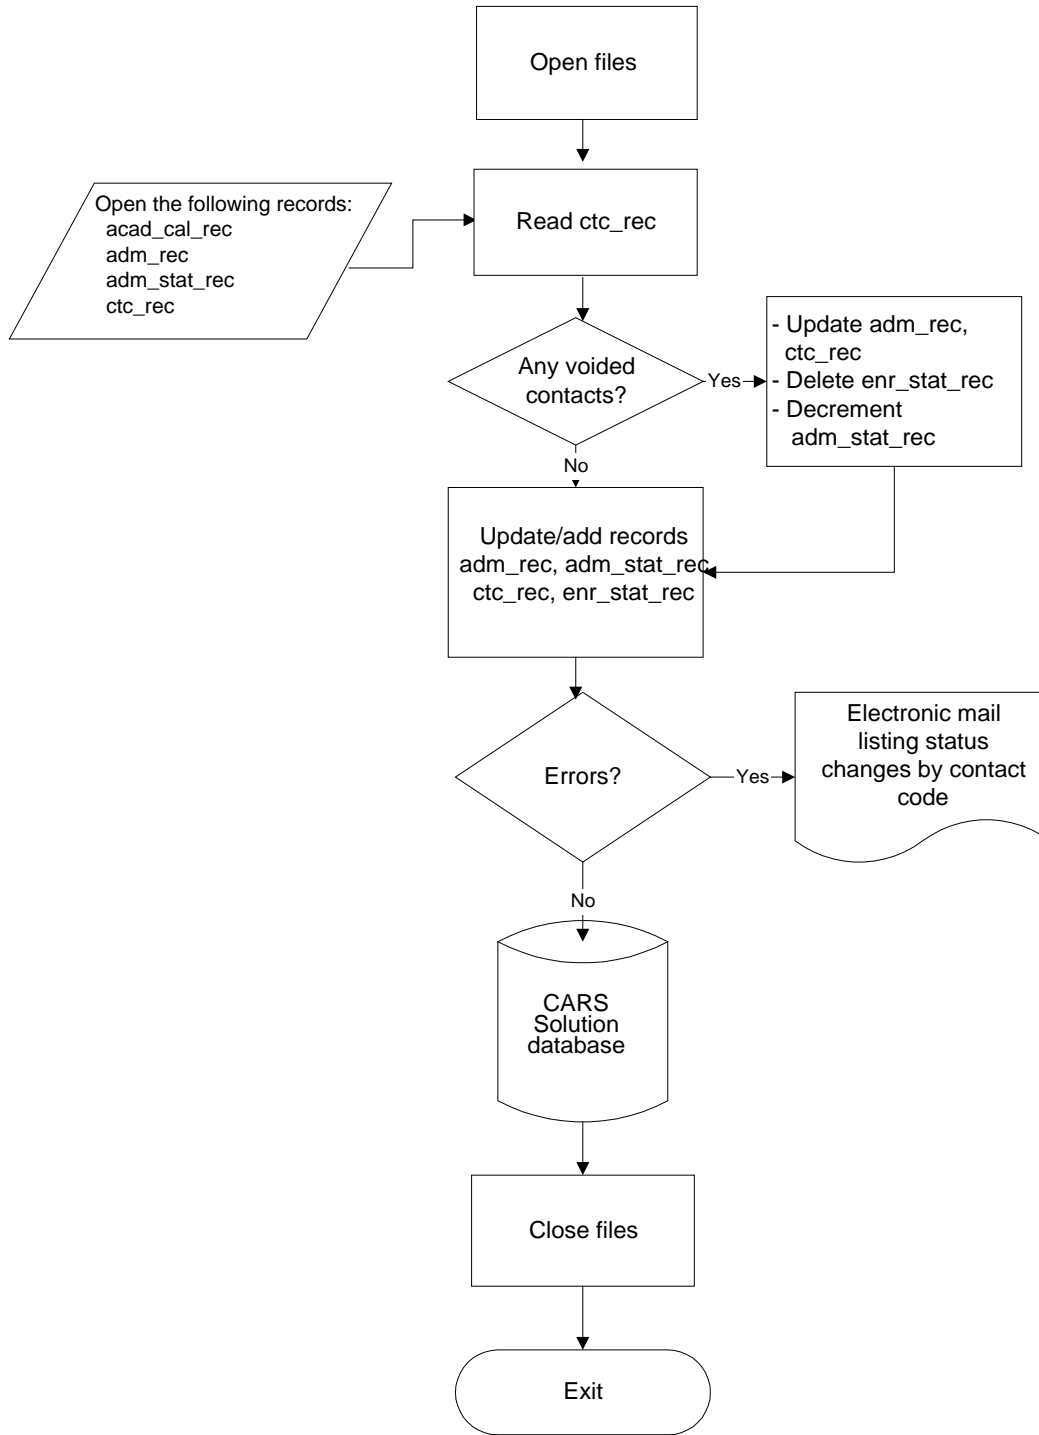 Open files
Read ctc_rec
Open the following records:
acad_cal_rec
adm_rec
adm_stat_rec
ctc_rec
Any voided
contacts?
Yes
- Update adm_rec,
ctc_rec
- Delete enr_stat_rec
- Decrement
adm_stat_rec
No
Update/add records
adm_rec, adm_stat_rec,
ctc_rec, enr_stat_rec
Errors?
Yes
Electronic mail
listing status
changes by contact
code
No
CARS
Solution
database
Close files
Exit